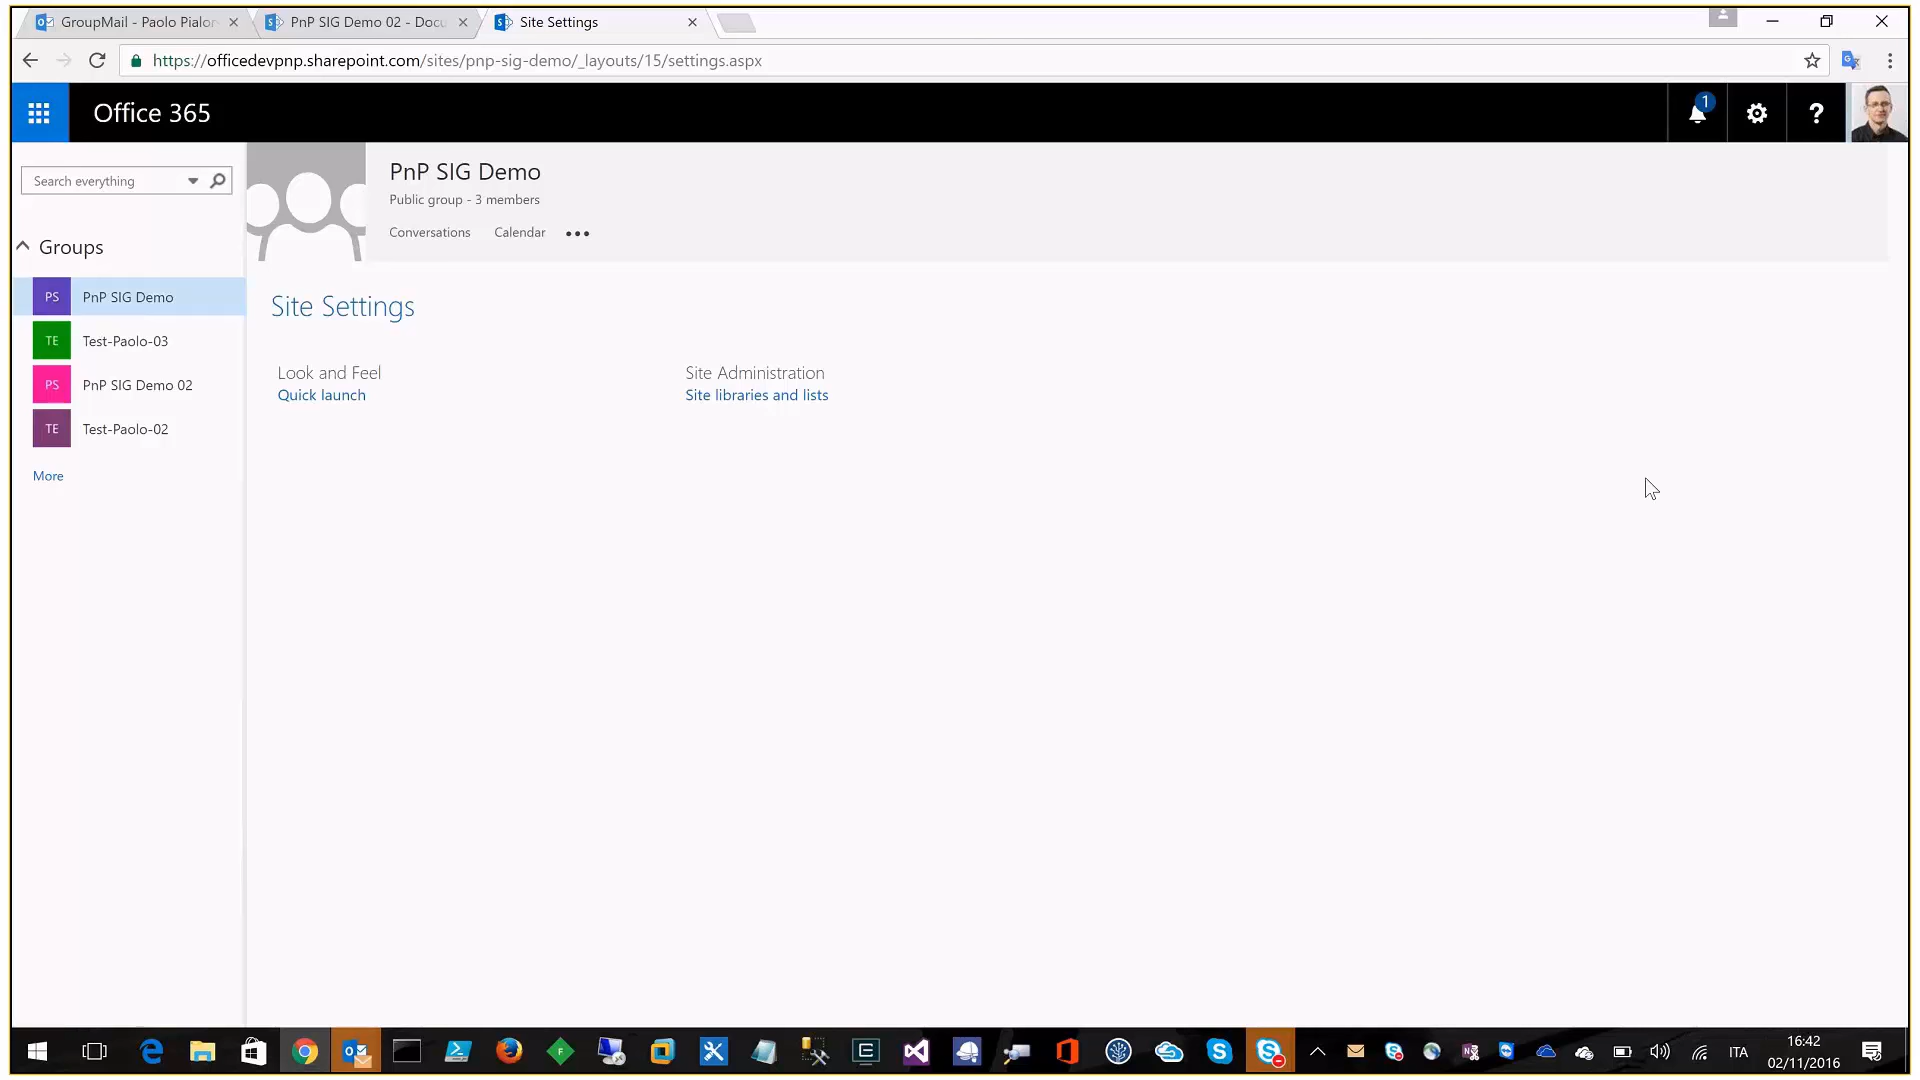 GroupMail - Paolo Pialor
PnP SIG Demo 02 - Docu
Site Settings
https://officedevpnp.sharepoint.com/sites/pnp-sig-demo/_layouts/15/settings.aspx
Office 365
1
?
Search everything
PnP SIG Demo
Public group - 3 members
Conversations
Calendar
Groups
PS
PnP SIG Demo
TE
Test-Paolo-03
PS
PnP SIG Demo 02
TE
Test-Paolo-02
More
Site Settings
Look and Feel
Quick launch
Site Administration
Site libraries and lists
ITA
16:42
02/11/2016